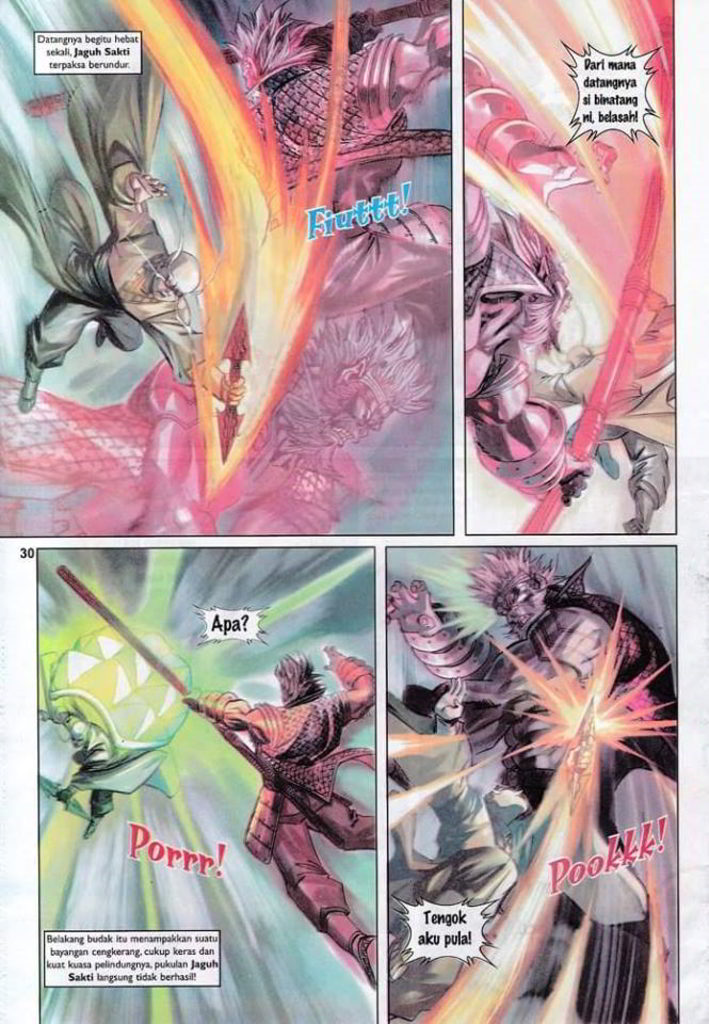 Datangnya begitu hebat
sekali, Jaguh Sakti
terpaksa berundur.
Fiuttt!
Dari mana
datangnya
si binatang
ni, belasah!
30
Apa?
Porrr!
Belakang budak itu menampakkan suatu
bayangan cengkerang, cukup keras dan
kuat kuasa pelindungnya, pukulan Jaguh
Sakti langsung tidak berhasil!
Pookkk!
Tengok
aku pula!